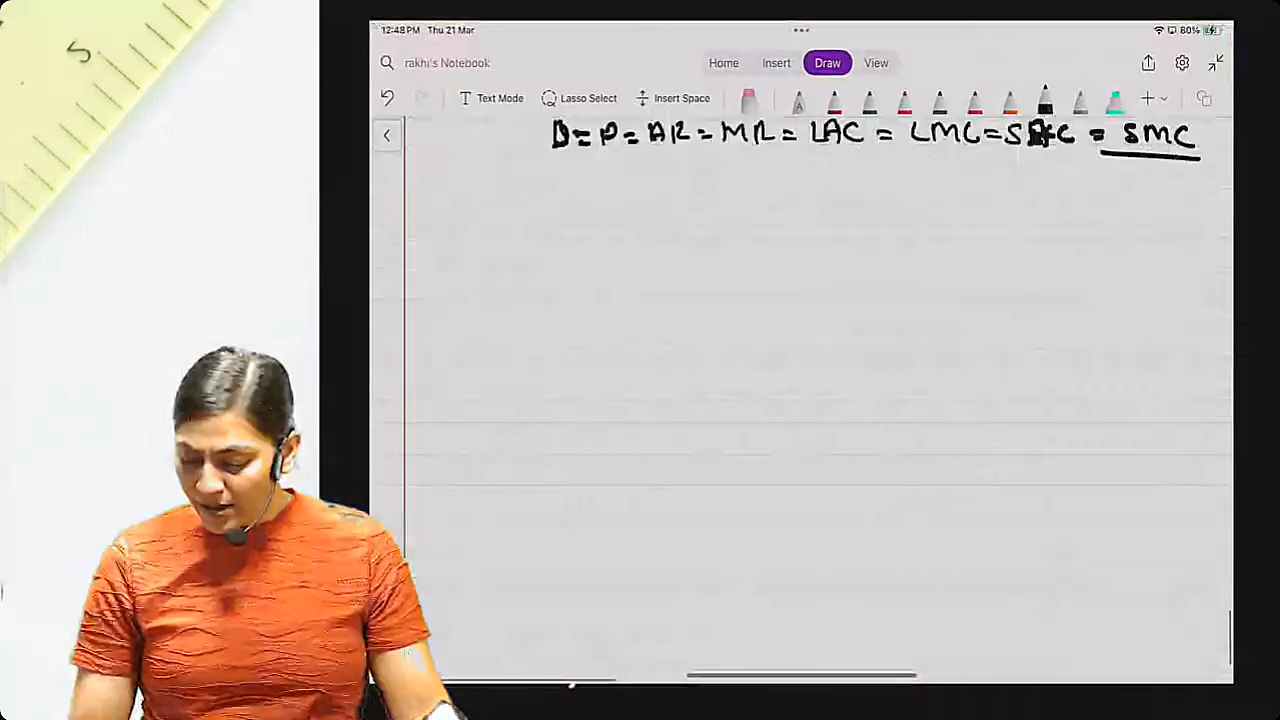 5
12:48 PM Thu 21 Mar
80%
rakhi's Notebook
Home Insert Draw View
Text Mode Lasso Select Insert Space
D = P = AR = MR = LAC = LMC = SAC = SMC